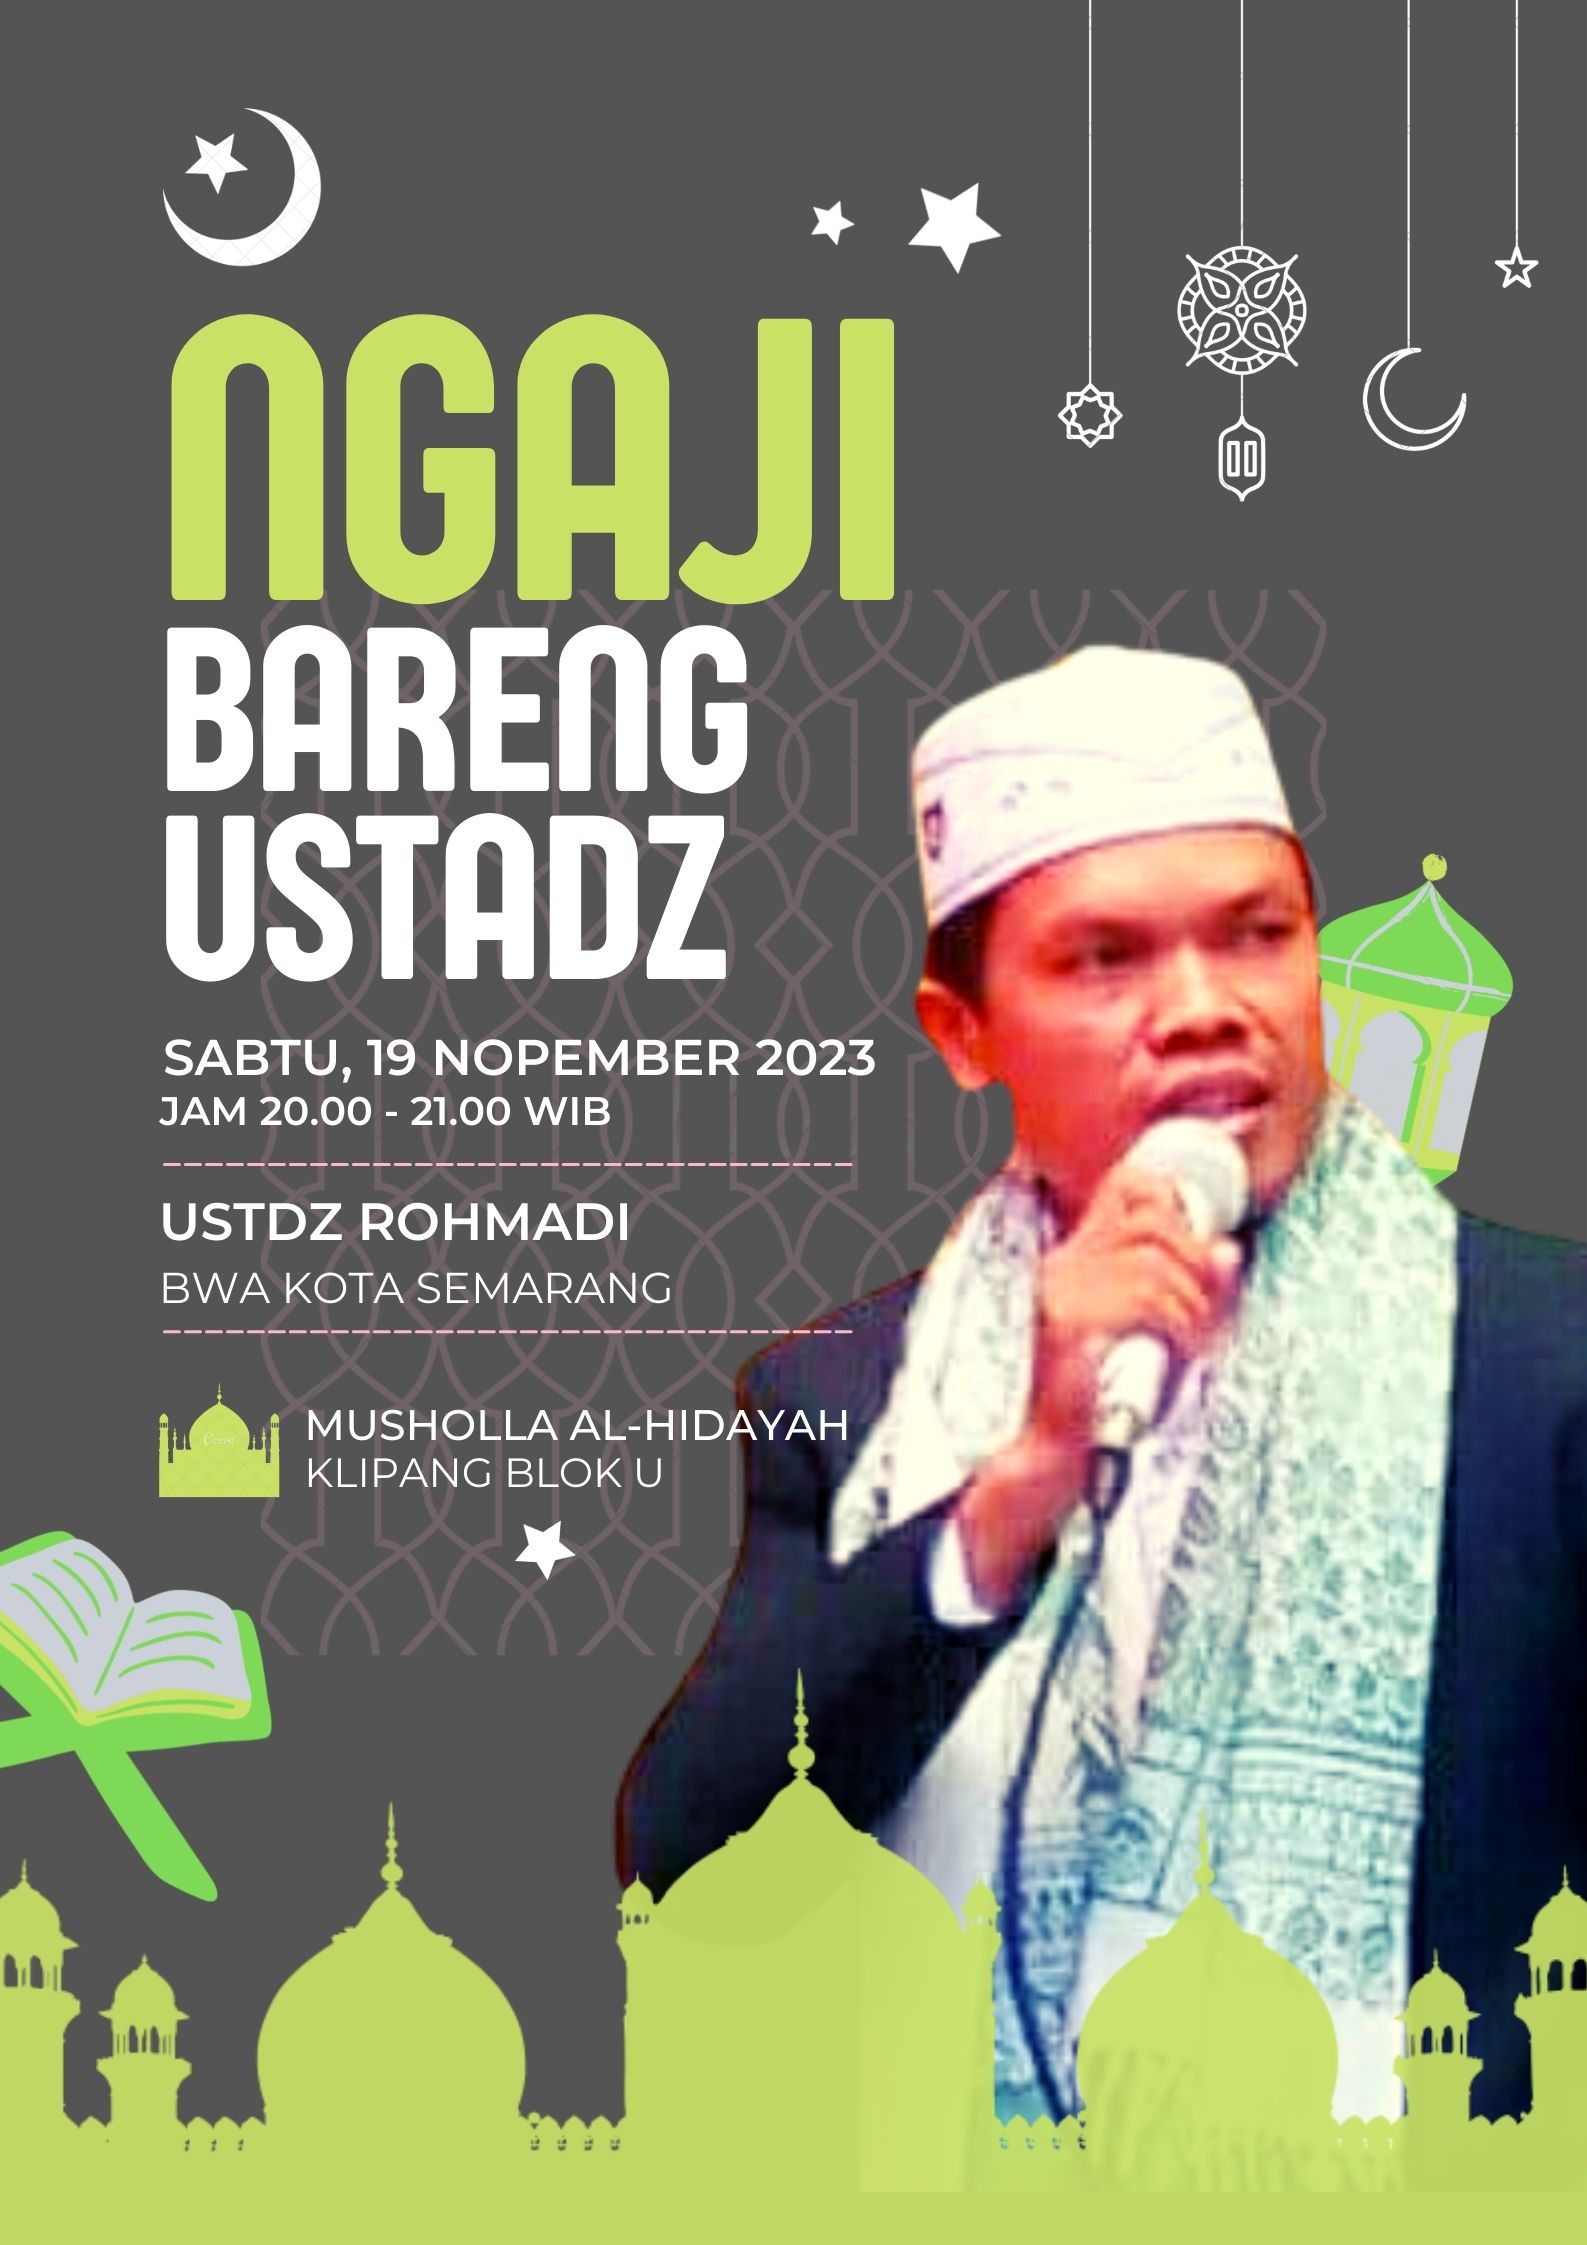 NGAJI
BARENG
USTADZ
SABTU, 19 NOPEMBER 2023
JAM 20.00 - 21.00 WIB
USTDZ ROHMADI
BWA KOTA SEMARANG
Canva
MUSHOLLA AL-HIDAYAH
KLIPANG BLOK U